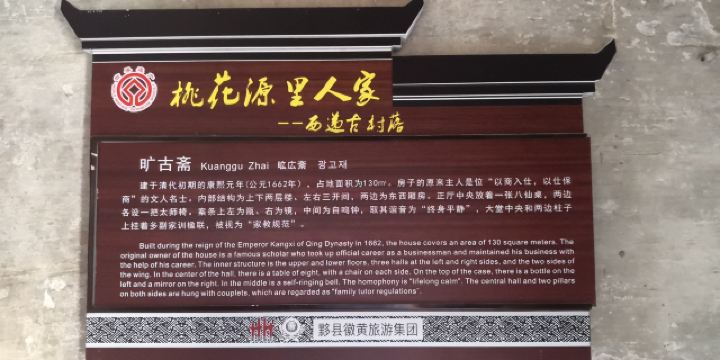 桃花源里人家
--西递古村落
旷古斋 Kuanggu Zhai 旷広斎 광고재
建于清代初期的康熙元年(公元1662年)，占地面积为130㎡。房子的原来主人是位“以商入仕，以仕保
商”的文人名士，内部结构为上下两层楼、左右三开间，两边为东西厢房。正厅中央放着一张八仙桌，两边
各设一把太师椅，案条上左为瓶、右为镜，中间为自鸣钟，取其谐音为“终身平静”，大堂中央和两边柱子
上挂着多副家训楹联，被视为“家教规范”。
Built during the reign of the Emperor Kangxi of Qing Dynasty in 1662, the house covers an area of 130 square meters. The
original owner of the house is a famous scholar who took up official career as a businessman and maintained his business with
the help of his career. The inner structure is the upper and lower floors, three halls at the left and right sides, and the two sides of
the wing. In the center of the hall, there is a table of eight, with a chair on each side. On the top of the case, there is a bottle on the
left and a mirror on the right. In the middle is a self-ringing bell. The homophony is "lifelong calm". The central hall and two pillars
on both sides are hung with couplets, which are regarded as "family tutor regulations".
黟县徽黄旅游集团